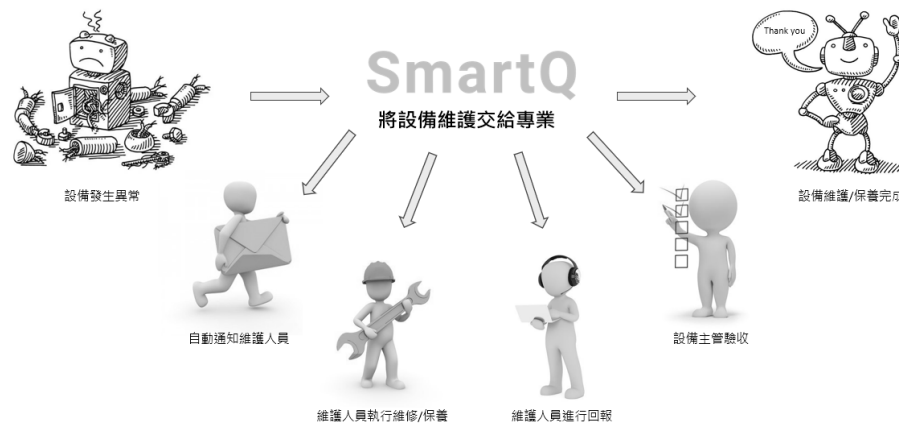 Thank you
SmartQ
將設備維護交給專業
設備發生異常
設備維護/保養完成
自動通知維護人員
設備主管驗收
維護人員執行維修/保養
維護人員進行回報